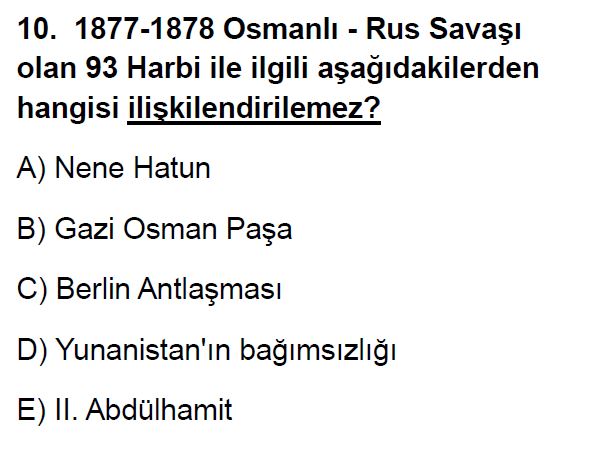 10. 1877-1878 Osmanlı - Rus Savaşı
olan 93 Harbi ile ilgili aşağıdakilerden
hangisi ilişkilendirilemez?
A) Nene Hatun
B) Gazi Osman Paşa
C) Berlin Antlaşması
D) Yunanistan'ın bağımsızlığı
E) II. Abdülhamit